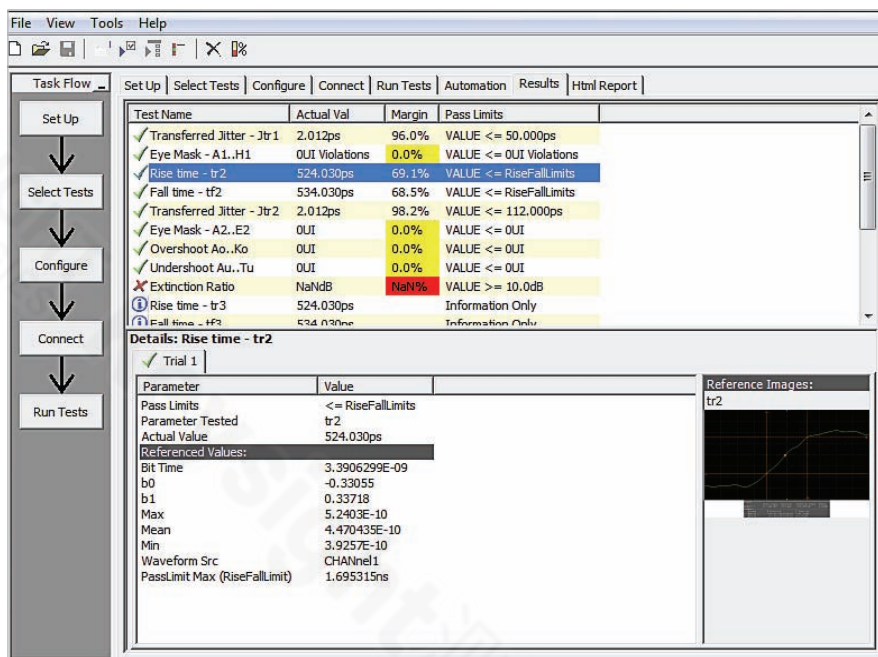 File View Tools Help
Task Flow
Set Up
Select Tests
Configure
Connect
Run Tests
Set Up Select Tests Configure Connect Run Tests Automation Results Html Report
Test Name Actual Val Margin Pass Limits
Transferred Jitter - Jtr1 2.012ps 96.0% VALUE <= 50.000ps
Eye Mask - A1..H1 0UI Violations 0.0% VALUE <= 0UI Violations
Rise time - tr2 524.030ps 69.1% VALUE <= RiseFallLimits
Fall time - tf2 534.030ps 68.5% VALUE <= RiseFallLimits
Transferred Jitter - Jtr2 2.012ps 98.2% VALUE <= 112.000ps
Eye Mask - A2..E2 0UI 0.0% VALUE <= 0UI
Overshoot Ao..Ko 0UI 0.0% VALUE <= 0UI
Undershoot Au..Tu 0UI 0.0% VALUE <= 0UI
Extinction Ratio NaNdB NaN% VALUE >= 10.0dB
Rise time - tr3 524.030ps Information Only
Fall time - tf3 534.030ps Information Only
Details: Rise time - tr2
Trial 1
Parameter Value
Pass Limits <= RiseFallLimits
Parameter Tested tr2
Actual Value 524.030ps
Referenced Values:
Bit Time 3.3906299E-09
b0 -0.33055
b1 0.33718
Max 5.2403E-10
Mean 4.470435E-10
Min 3.9257E-10
Waveform Src CHANnel1
PassLimit Max (RiseFallLimit) 1.695315ns
Reference Images:
tr2